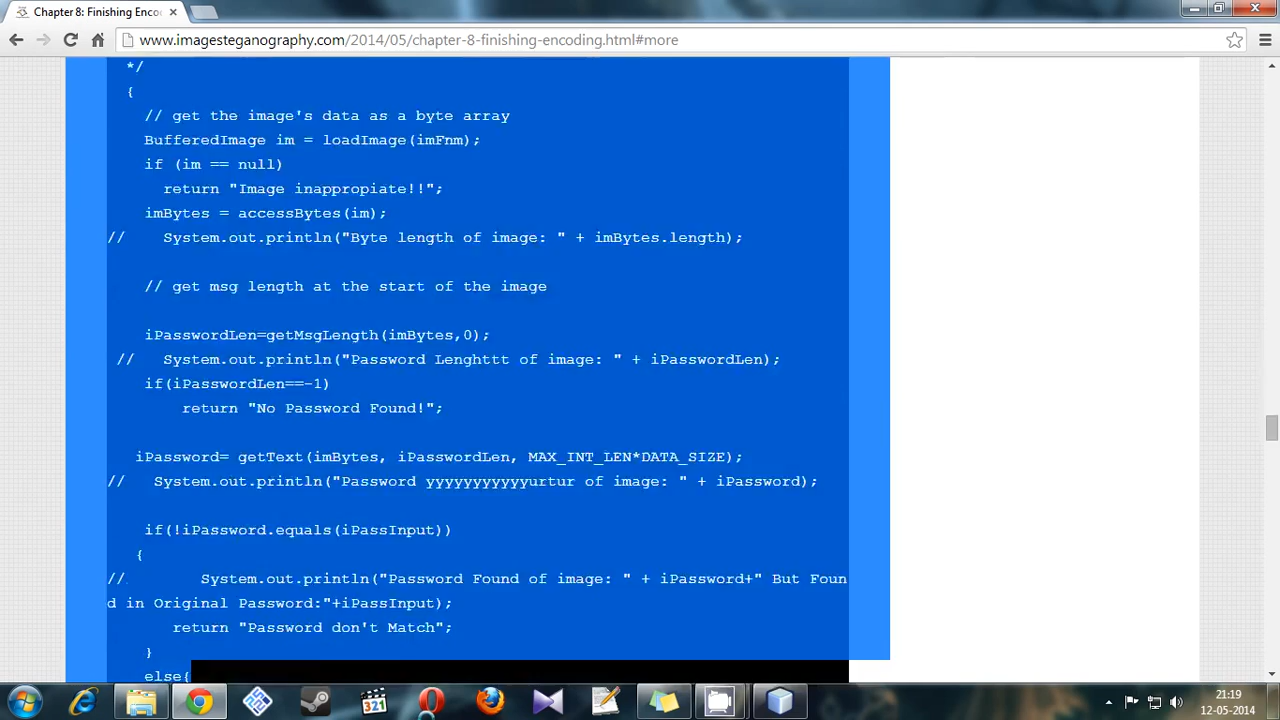 Chapter 8: Finishing Enco
www.imagesteganography.com/2014/05/chapter-8-finishing-encoding.html#more
*/
{
// get the image's data as a byte array
BufferedImage im = loadImage(imFnm);
if (im == null)
return "Image inappropiate!!";
imBytes = accessBytes(im);
// System.out.println("Byte length of image: " + imBytes.length);
// get msg length at the start of the image
iPasswordLen=getMsgLength(imBytes,0);
// System.out.println("Password Lenghttt of image: " + iPasswordLen);
if(iPasswordLen==-1)
return "No Password Found!";
iPassword= getText(imBytes, iPasswordLen, MAX_INT_LEN*DATA_SIZE);
// System.out.println("Password yyyyyyyyyyyurtur of image: " + iPassword);
if(!iPassword.equals(iPassInput))
{
// System.out.println("Password Found of image: " + iPassword+" But Foun
d in Original Password:"+iPassInput);
return "Password don't Match";
}
else{
321
21:19
12-05-2014